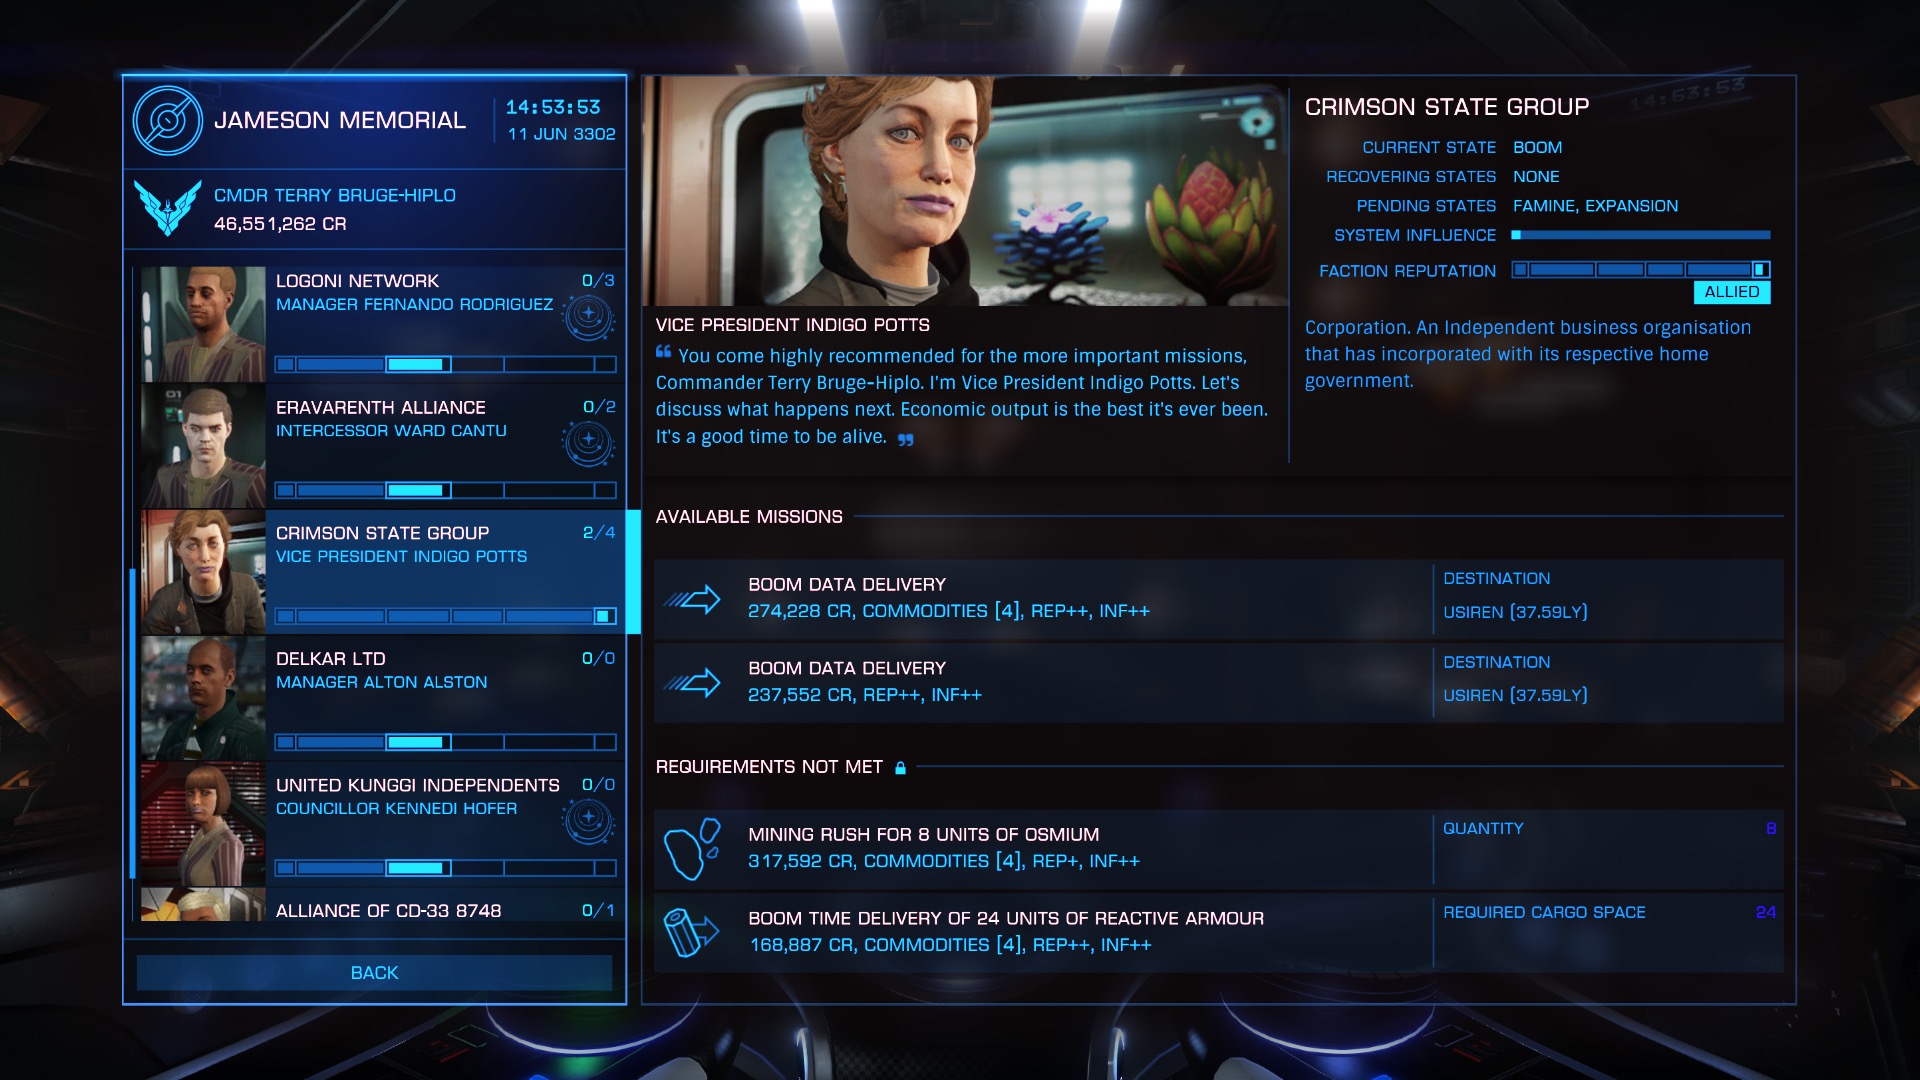 JAMESON MEMORIAL
14:53:53
11 JUN 3302
CMDR TERRY BRUGE-HIPLO
46,551,262 CR
LOGONI NETWORK 0/3
MANAGER FERNANDO RODRIGUEZ
ERAVARENTH ALLIANCE 0/2
INTERCESSOR WARD CANTU
CRIMSON STATE GROUP 2/4
VICE PRESIDENT INDIGO POTTS
DELKAR LTD 0/0
MANAGER ALTON ALSTON
UNITED KUNGGI INDEPENDENTS 0/0
COUNCILLOR KENNEDI HOFER
ALLIANCE OF CD-33 8748 0/1
BACK
VICE PRESIDENT INDIGO POTTS
“ You come highly recommended for the more important missions,
Commander Terry Bruge-Hiplo. I'm Vice President Indigo Potts. Let's
discuss what happens next. Economic output is the best it's ever been.
It's a good time to be alive. ”
14:53:53
CRIMSON STATE GROUP
CURRENT STATE BOOM
RECOVERING STATES NONE
PENDING STATES FAMINE, EXPANSION
SYSTEM INFLUENCE
FACTION REPUTATION
ALLIED
Corporation. An Independent business organisation
that has incorporated with its respective home
government.
AVAILABLE MISSIONS
BOOM DATA DELIVERY
274,228 CR, COMMODITIES [4], REP++, INF++
DESTINATION
USIREN (37.59LY)
BOOM DATA DELIVERY
237,552 CR, REP++, INF++
DESTINATION
USIREN (37.59LY)
REQUIREMENTS NOT MET
MINING RUSH FOR 8 UNITS OF OSMIUM
317,592 CR, COMMODITIES [4], REP+, INF++
QUANTITY 8
BOOM TIME DELIVERY OF 24 UNITS OF REACTIVE ARMOUR
168,887 CR, COMMODITIES [4], REP++, INF++
REQUIRED CARGO SPACE 24